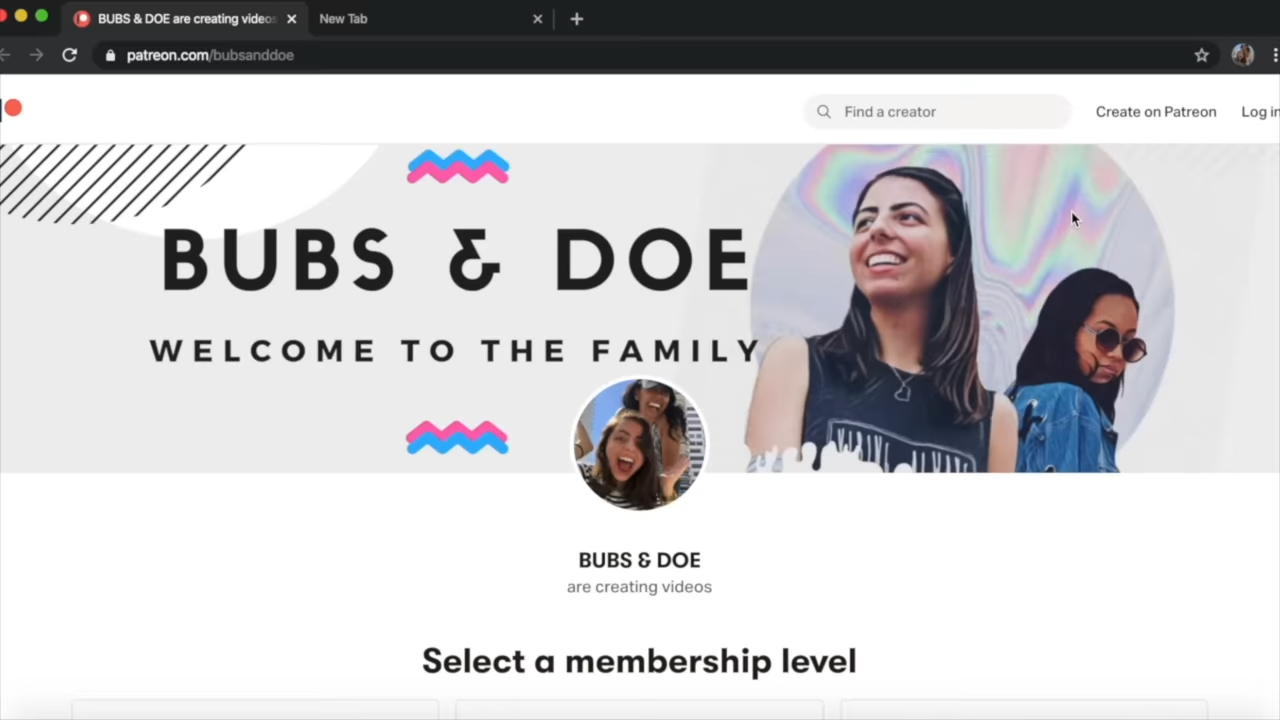 BUBS & DOE are creating videos
New Tab
patreon.com/bubsanddoe
Find a creator
Create on Patreon
Log in
BUBS & DOE
WELCOME TO THE FAMILY
BUBS & DOE
are creating videos
Select a membership level